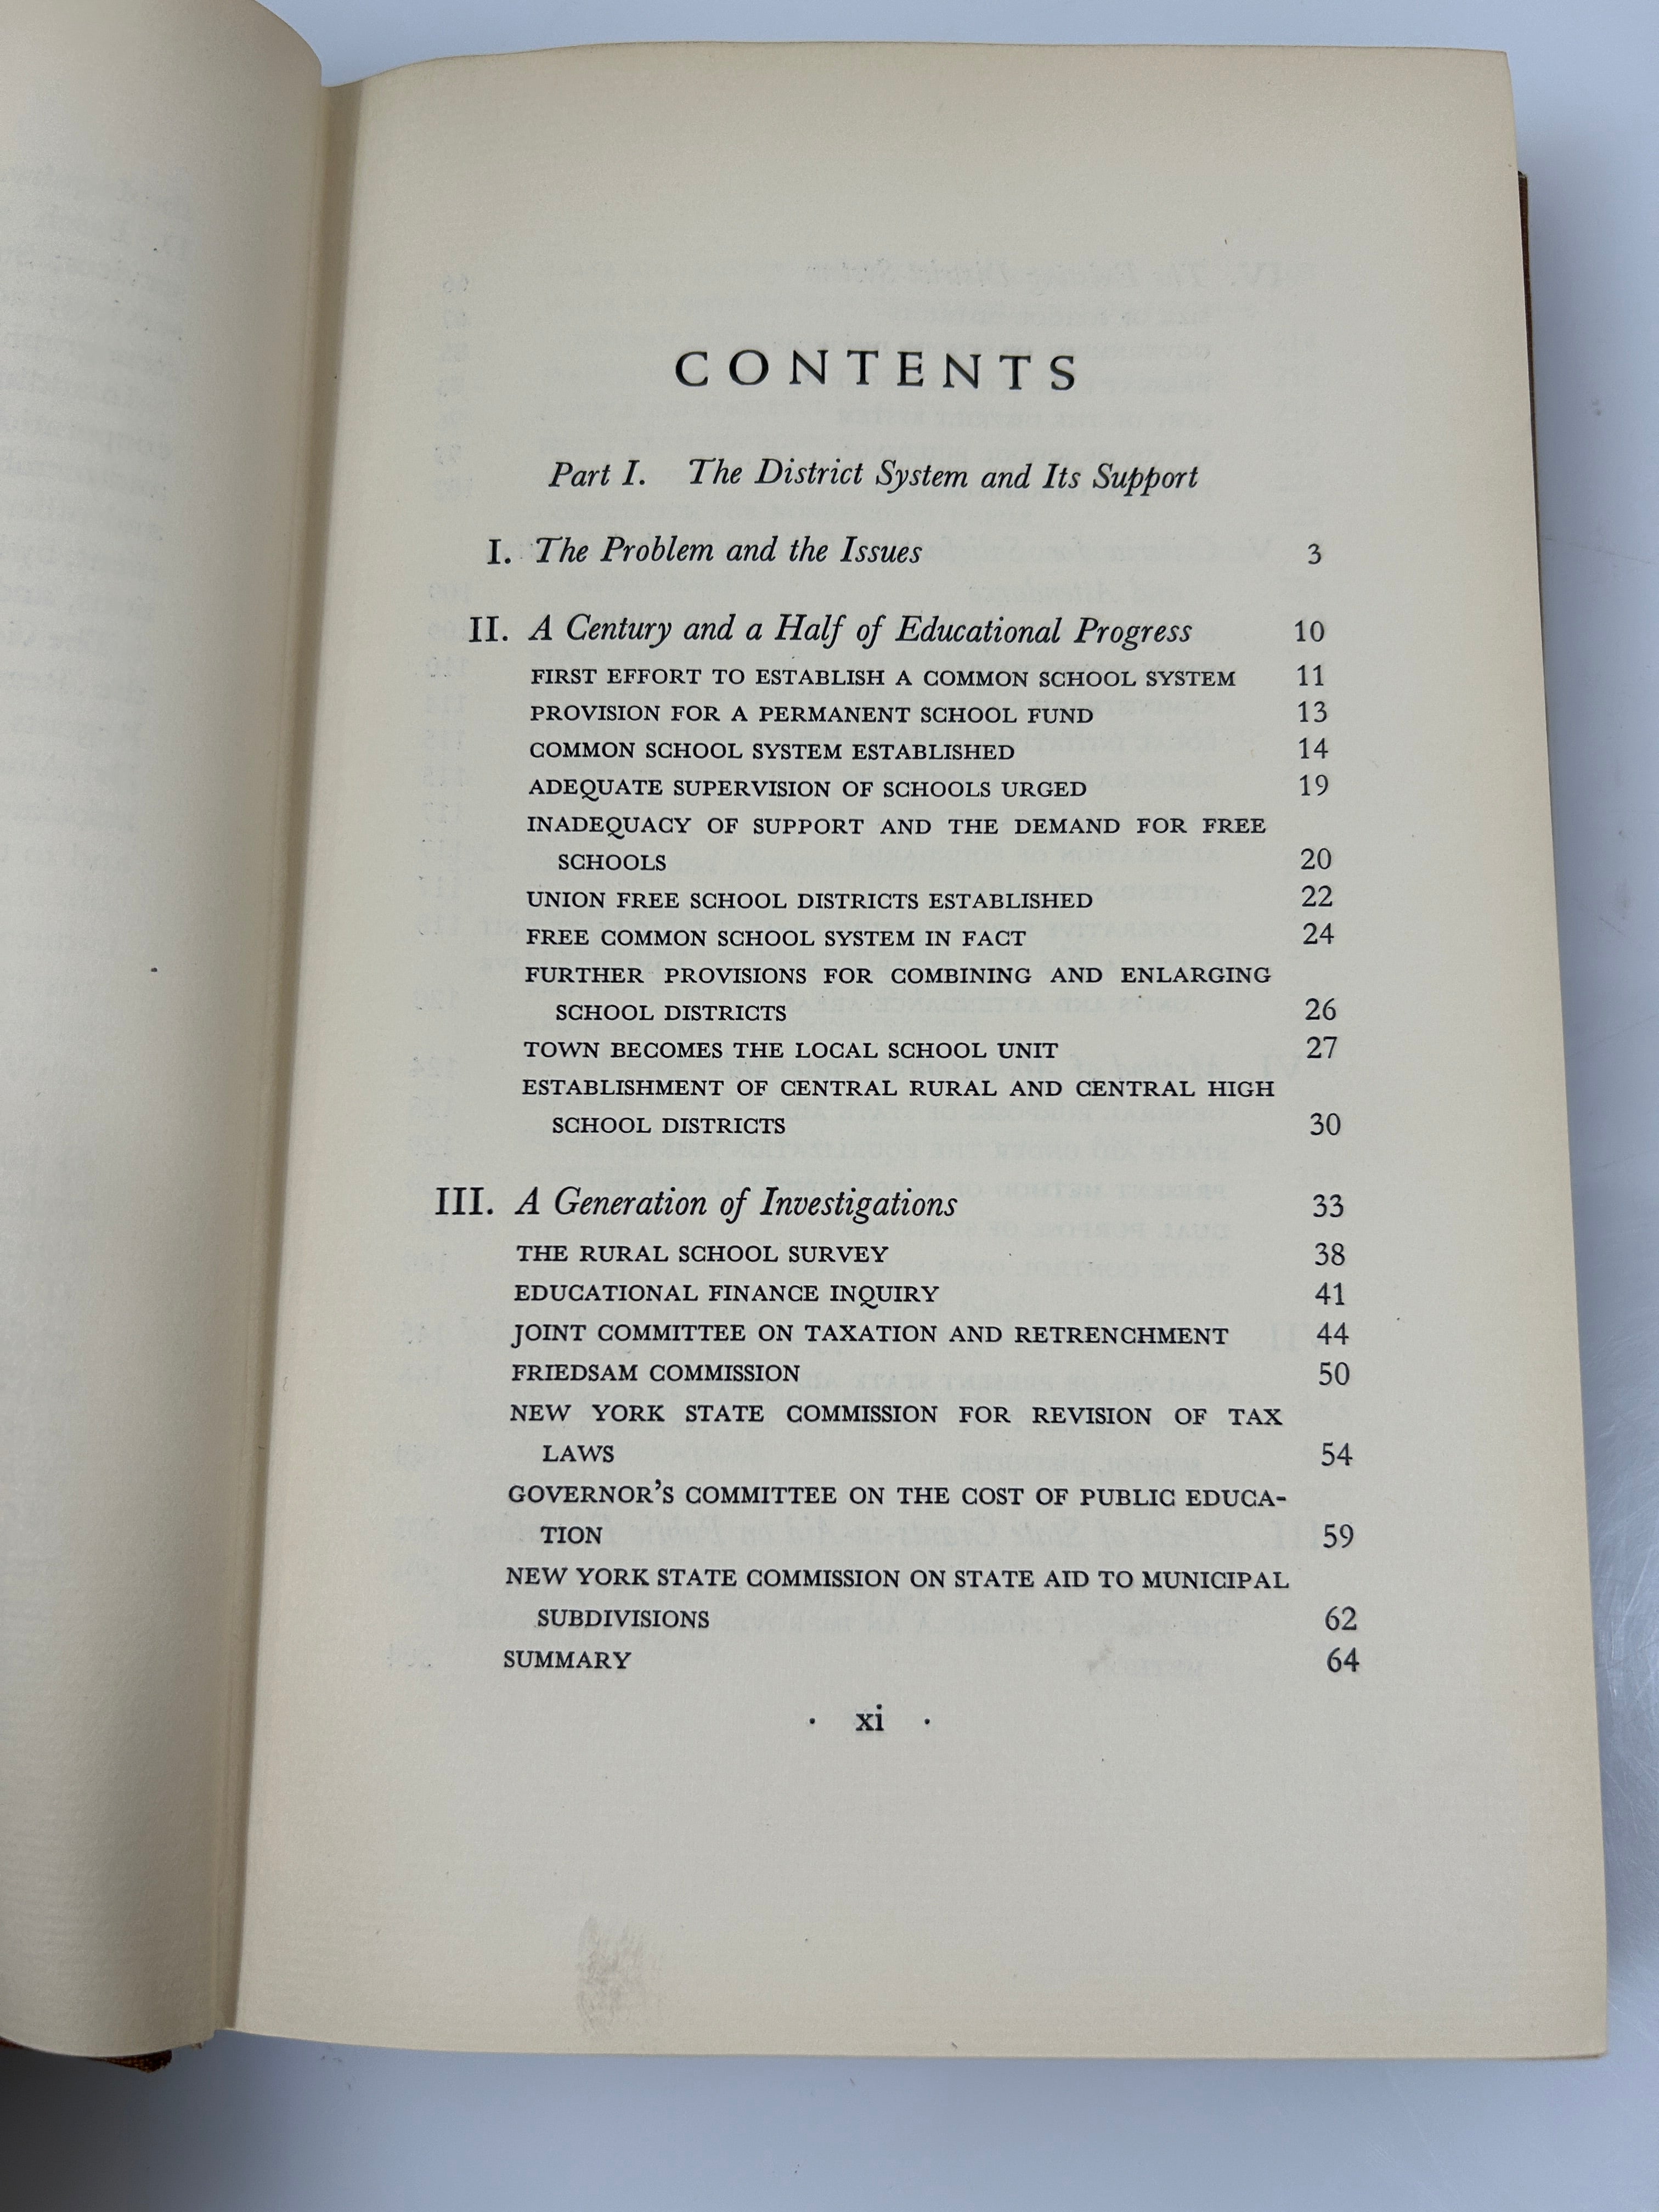 CONTENTS
Part I. The District System and Its Support
I. The Problem and the Issues 3
II. A Century and a Half of Educational Progress 10
FIRST EFFORT TO ESTABLISH A COMMON SCHOOL SYSTEM 11
PROVISION FOR A PERMANENT SCHOOL FUND 13
COMMON SCHOOL SYSTEM ESTABLISHED 14
ADEQUATE SUPERVISION OF SCHOOLS URGED 19
INADEQUACY OF SUPPORT AND THE DEMAND FOR FREE
SCHOOLS 20
UNION FREE SCHOOL DISTRICTS ESTABLISHED 22
FREE COMMON SCHOOL SYSTEM IN FACT 24
FURTHER PROVISIONS FOR COMBINING AND ENLARGING
SCHOOL DISTRICTS 26
TOWN BECOMES THE LOCAL SCHOOL UNIT 27
ESTABLISHMENT OF CENTRAL RURAL AND CENTRAL HIGH
SCHOOL DISTRICTS 30
III. A Generation of Investigations 33
THE RURAL SCHOOL SURVEY 38
EDUCATIONAL FINANCE INQUIRY 41
JOINT COMMITTEE ON TAXATION AND RETRENCHMENT 44
FRIEDSAM COMMISSION 50
NEW YORK STATE COMMISSION FOR REVISION OF TAX
LAWS 54
GOVERNOR'S COMMITTEE ON THE COST OF PUBLIC EDUCA-
TION 59
NEW YORK STATE COMMISSION ON STATE AID TO MUNICIPAL
SUBDIVISIONS 62
SUMMARY 64
· xi ·